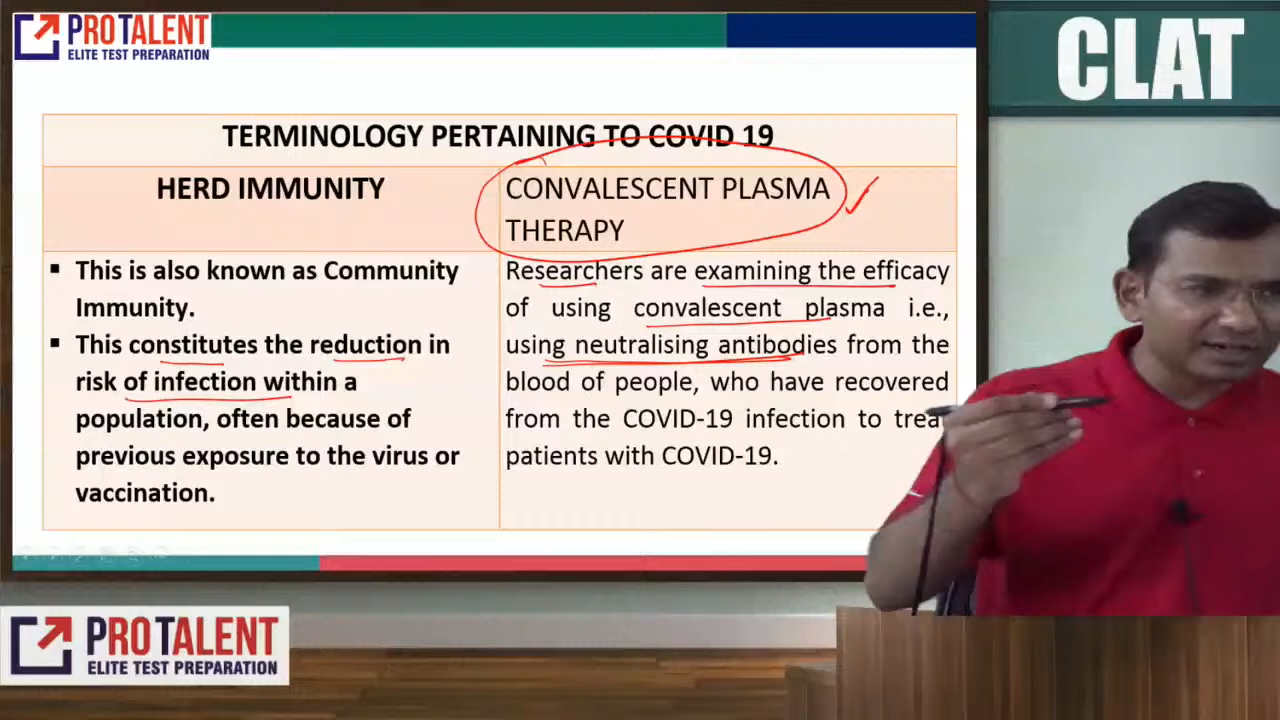 PROTALENT
ELITE TEST PREPARATION
CLAT
TERMINOLOGY PERTAINING TO COVID 19
HERD IMMUNITY
CONVALESCENT PLASMA
THERAPY
▪ This is also known as Community
Immunity.
▪ This constitutes the reduction in
risk of infection within a
population, often because of
previous exposure to the virus or
vaccination.
Researchers are examining the efficacy
of using convalescent plasma i.e.,
using neutralising antibodies from the
blood of people, who have recovered
from the COVID-19 infection to trea
patients with COVID-19.
PROTALENT
ELITE TEST PREPARATION